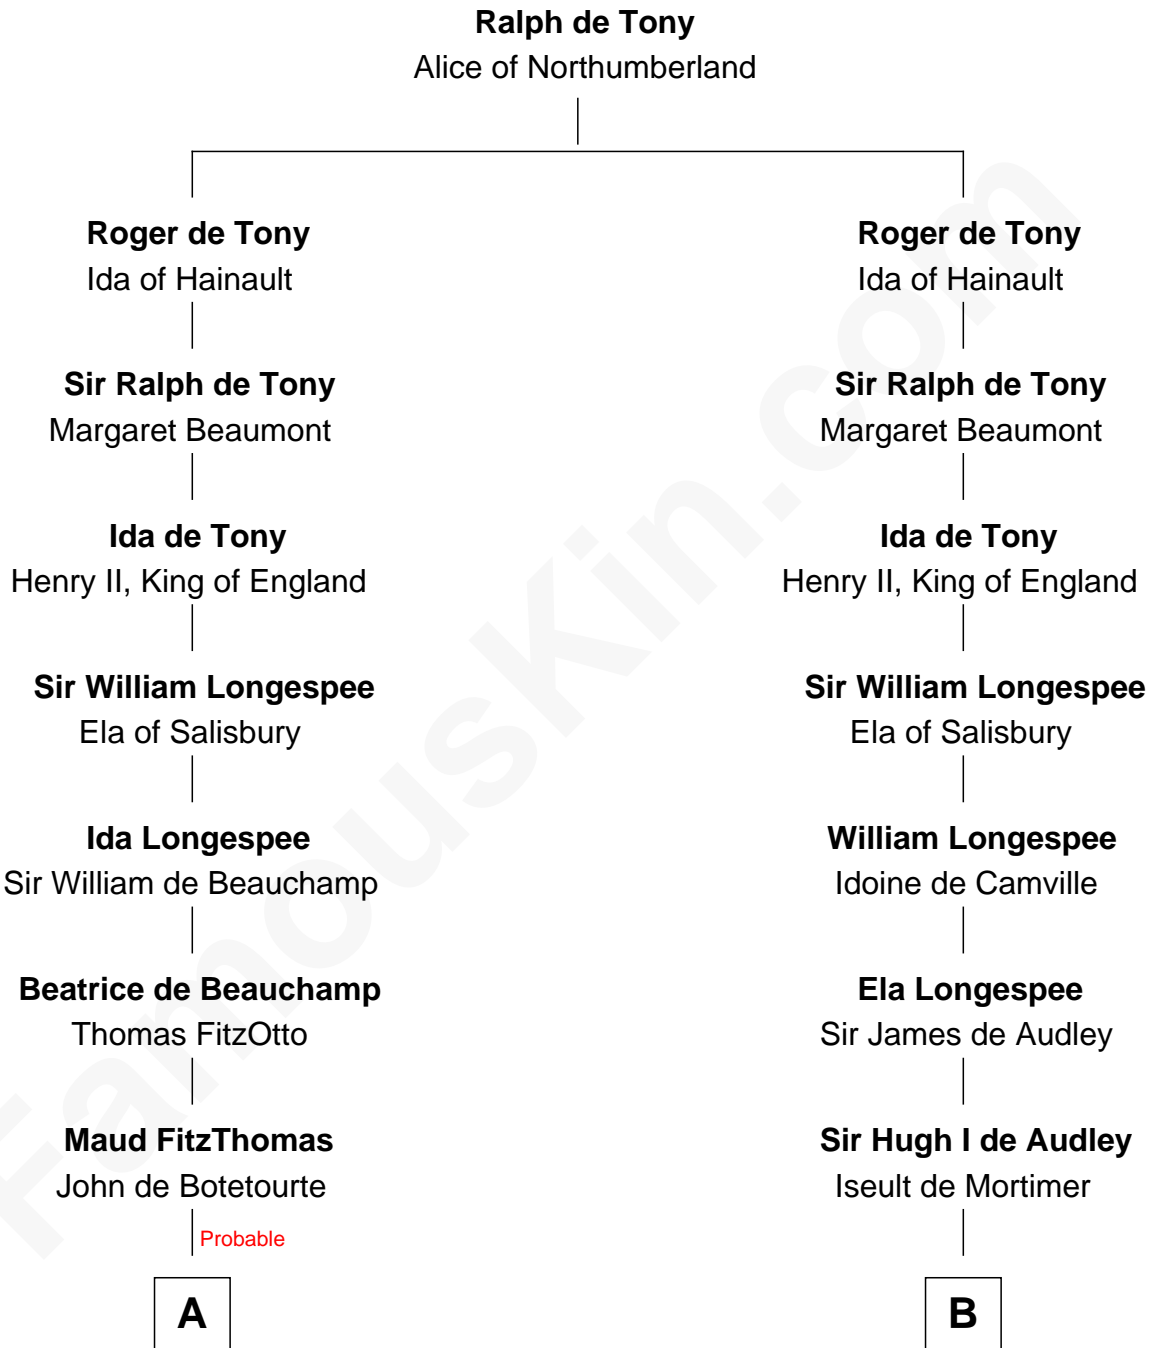 Ralph de Tony
Alice of Northumberland
Roger de Tony
Ida of Hainault
Roger de Tony
Ida of Hainault
Sir Ralph de Tony
Margaret Beaumont
Sir Ralph de Tony
Margaret Beaumont
Ida de Tony
Henry II, King of England
Ida de Tony
Henry II, King of England
Sir William Longespee
Ela of Salisbury
Sir William Longespee
Ela of Salisbury
Ida Longespee
Sir William de Beauchamp
William Longespee
Idoine de Camville
Beatrice de Beauchamp
Thomas FitzOtto
Ela Longespee
Sir James de Audley
Maud FitzThomas
John de Botetourte
Sir Hugh I de Audley
Iseult de Mortimer
Probable
A
B
FamousKin.com